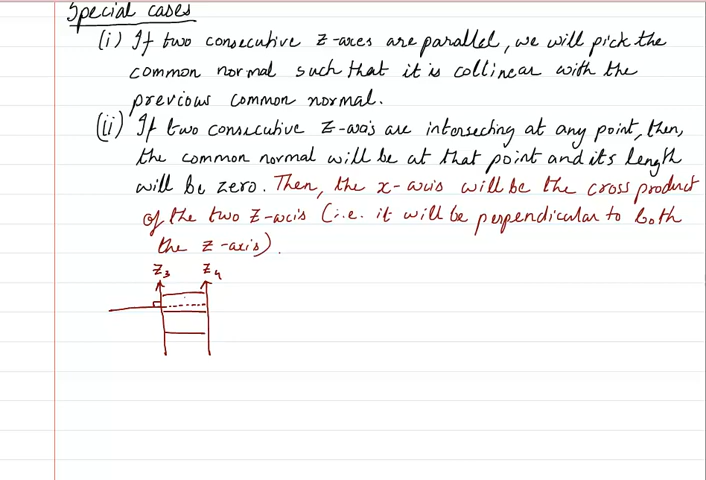 Special cases
(i) If two consecutive Z-axes are parallel, we will pick the
common normal such that it is collinear with the
previous common normal.
(ii) If two consecutive Z-axis are intersecting at any point, then,
the common normal will be at that point and its length
will be zero. Then, the x-axis will be the cross product
of the two Z-axis (i.e. it will be perpendicular to both
the Z-axis).
Z3 Z4